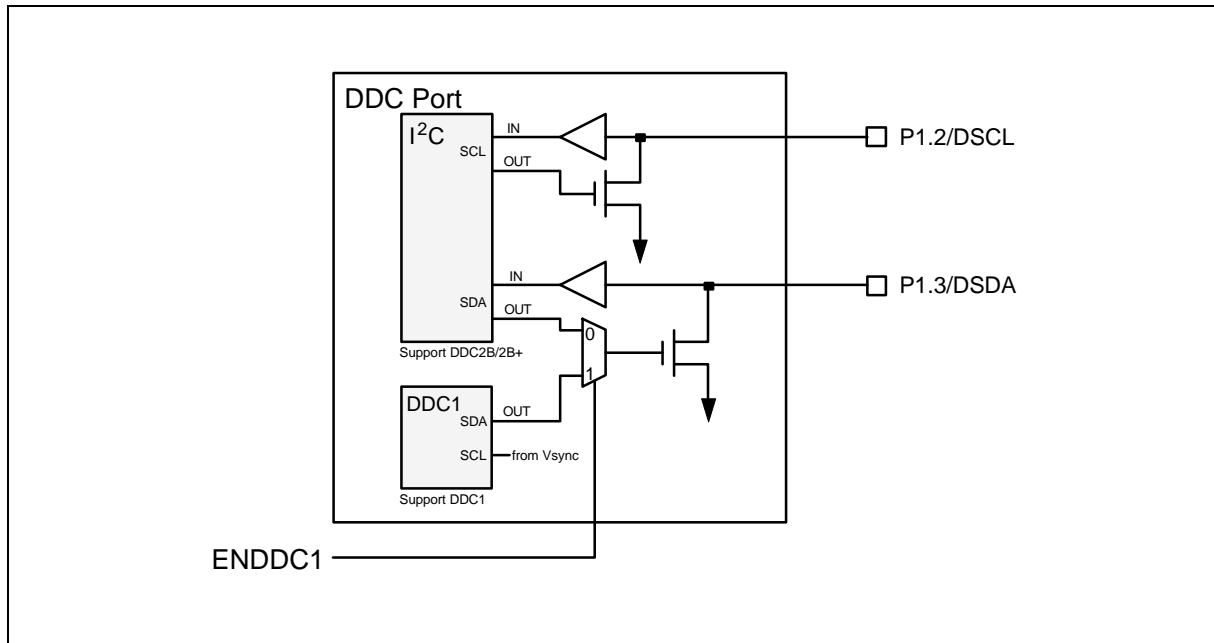 DDC Port
I²C
IN
SCL
OUT
P1.2/DSCL
IN
SDA
OUT
P1.3/DSDA
0
1
Support DDC2B/2B+
DDC1
SDA
OUT
SCL
from Vsync
Support DDC1
ENDDC1